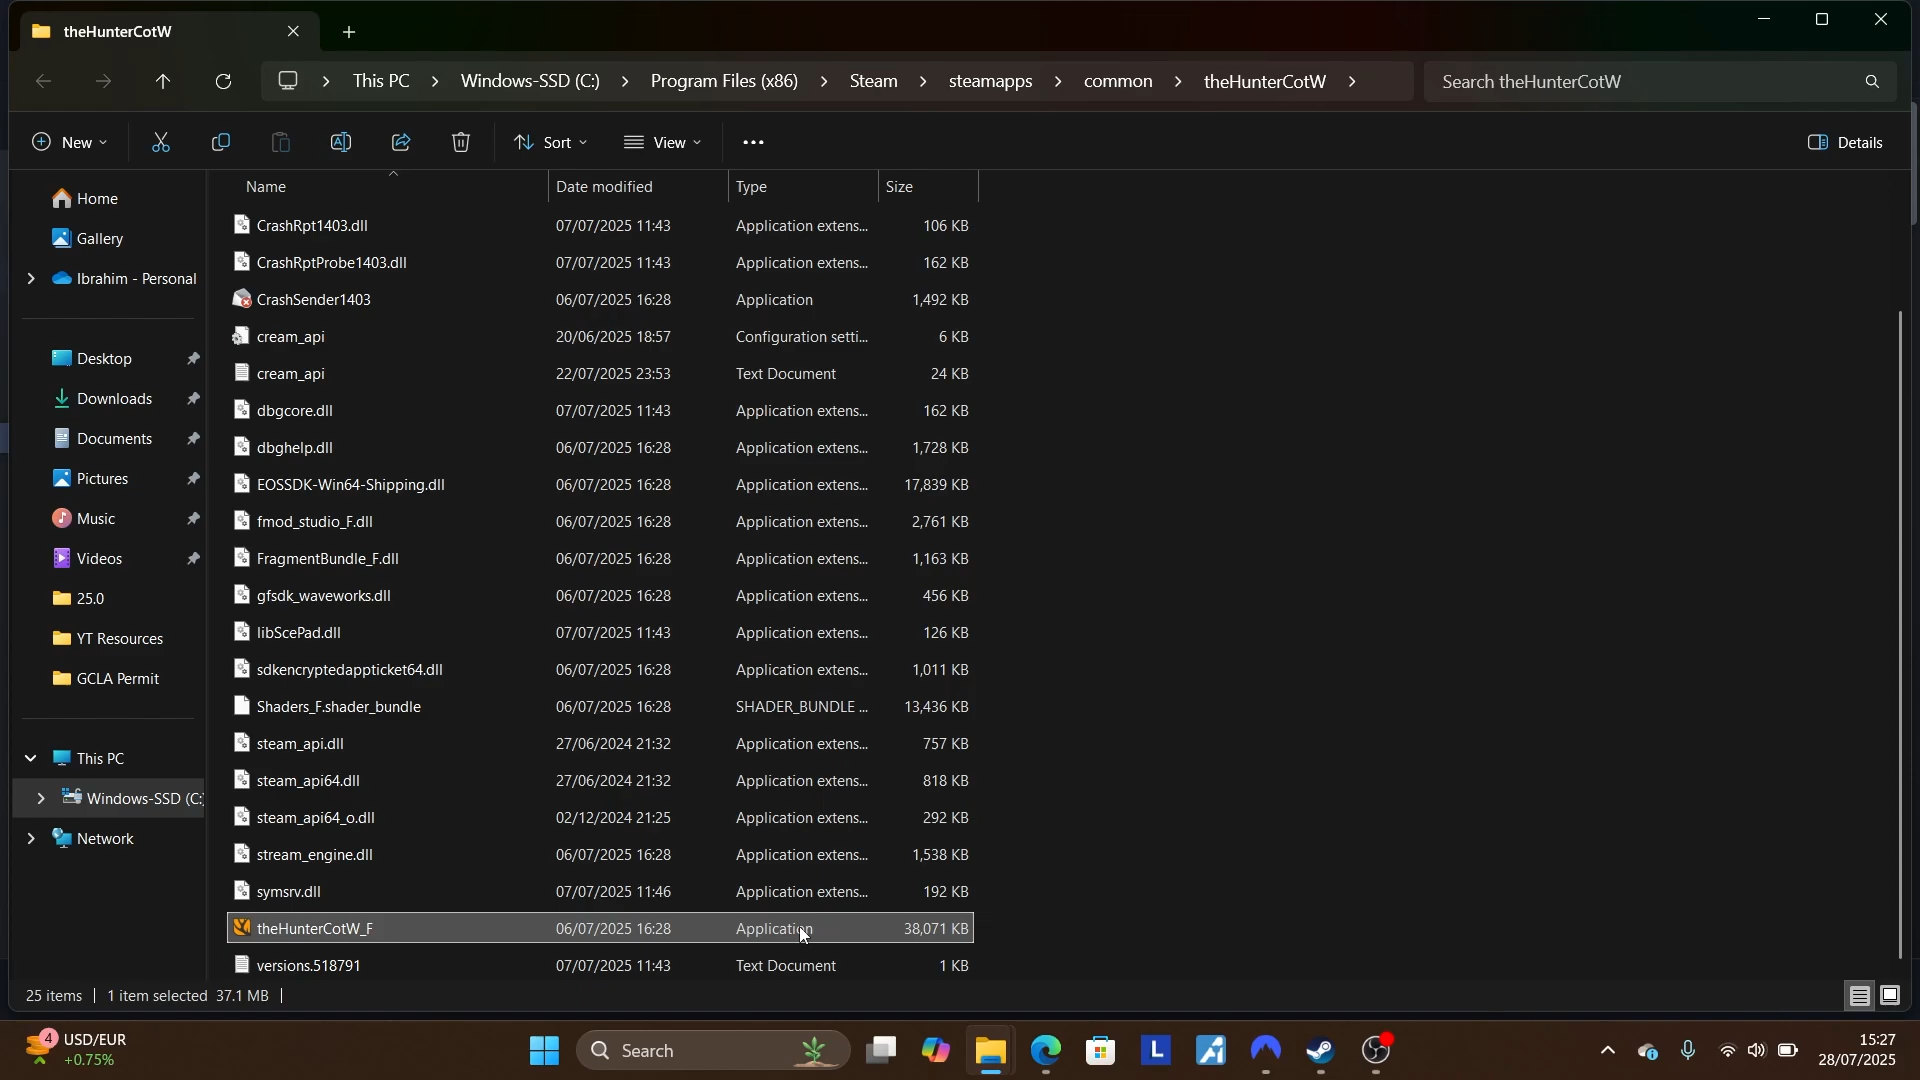 theHunterCotW
This PC > Windows-SSD (C:) > Program Files (x86) > Steam > steamapps > common > theHunterCotW >
Search theHunterCotW
New
Sort
View
Details
Name Date modified Type Size
Home
Gallery
Ibrahim - Personal
Desktop
Downloads
Documents
Pictures
Music
Videos
25.0
YT Resources
GCLA Permit
This PC
Windows-SSD (C:)
Network
CrashRpt1403.dll 07/07/2025 11:43 Application extens... 106 KB
CrashRptProbe1403.dll 07/07/2025 11:43 Application extens... 162 KB
CrashSender1403 06/07/2025 16:28 Application 1,492 KB
cream_api 20/06/2025 18:57 Configuration setti... 6 KB
cream_api 22/07/2025 23:53 Text Document 24 KB
dbgcore.dll 07/07/2025 11:43 Application extens... 162 KB
dbghelp.dll 06/07/2025 16:28 Application extens... 1,728 KB
EOSSDK-Win64-Shipping.dll 06/07/2025 16:28 Application extens... 17,839 KB
fmod_studio_F.dll 06/07/2025 16:28 Application extens... 2,761 KB
FragmentBundle_F.dll 06/07/2025 16:28 Application extens... 1,163 KB
gfsdk_waveworks.dll 06/07/2025 16:28 Application extens... 456 KB
libScePad.dll 07/07/2025 11:43 Application extens... 126 KB
sdkencryptedappticket64.dll 06/07/2025 16:28 Application extens... 1,011 KB
Shaders_F.shader_bundle 06/07/2025 16:28 SHADER_BUNDLE ... 13,436 KB
steam_api.dll 27/06/2024 21:32 Application extens... 757 KB
steam_api64.dll 27/06/2024 21:32 Application extens... 818 KB
steam_api64_o.dll 02/12/2024 21:25 Application extens... 292 KB
stream_engine.dll 06/07/2025 16:28 Application extens... 1,538 KB
symsrv.dll 07/07/2025 11:46 Application extens... 192 KB
theHunterCotW_F 06/07/2025 16:28 Application 38,071 KB
versions.518791 07/07/2025 11:43 Text Document 1 KB
25 items | 1 item selected 37.1 MB |
4
USD/EUR
+0.75%
Search
L
15:27
28/07/2025